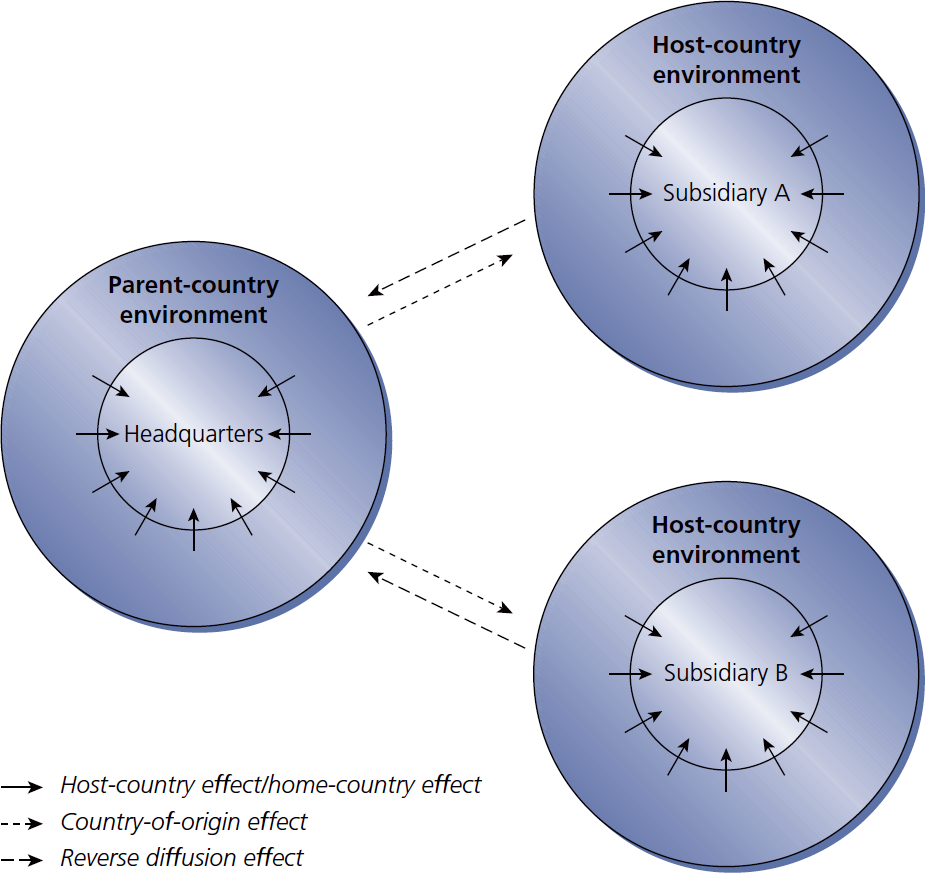 Host-country
environment
Subsidiary A
Parent-country
environment
Headquarters
Host-country
environment
Subsidiary B
Host-country effect/home-country effect
Country-of-origin effect
Reverse diffusion effect